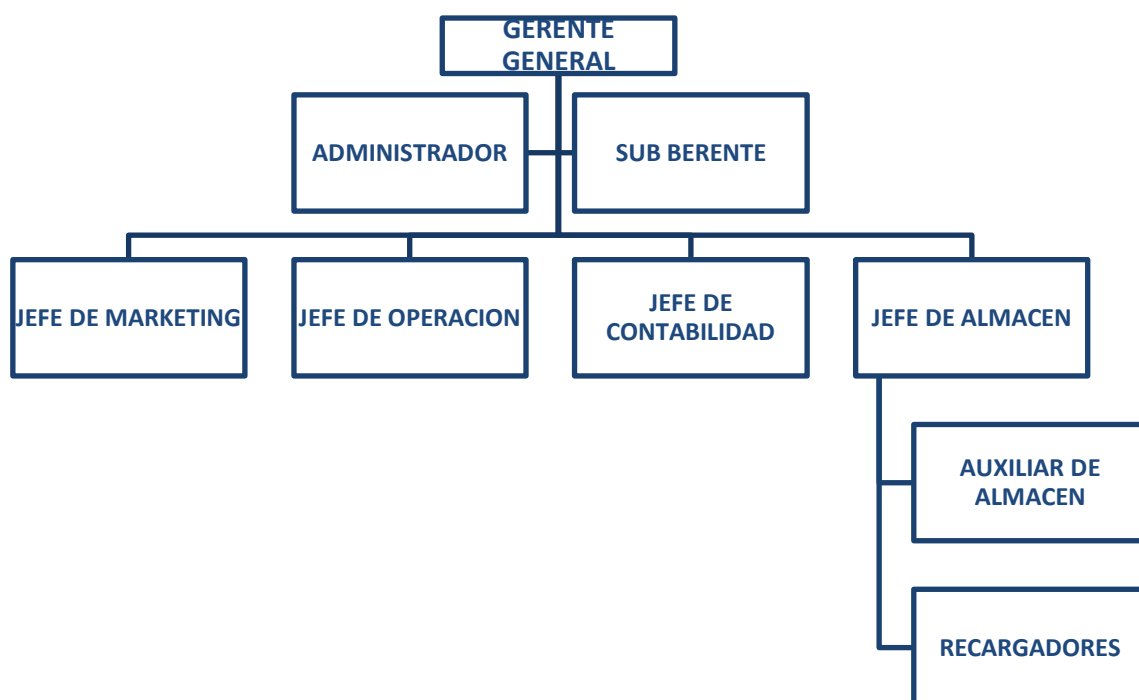 GERENTE
GENERAL
ADMINISTRADOR
SUB BERENTE
JEFE DE MARKETING
JEFE DE OPERACION
JEFE DE
CONTABILIDAD
JEFE DE ALMACEN
AUXILIAR DE
ALMACEN
RECARGADORES